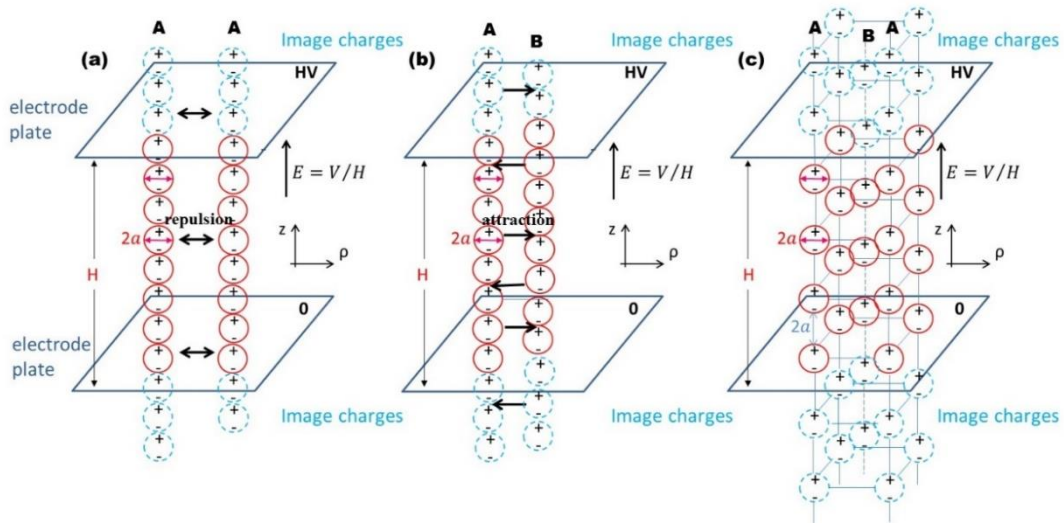 A A
(a)
Image charges
HV
electrode
plate
E = V/H
repulsion
2a
z
ρ
H
0
electrode
plate
Image charges
A B
(b)
Image charges
HV
E = V/H
attraction
2a
z
ρ
H
0
Image charges
A B A
(c)
Image charges
HV
E = V/H
2a
z
ρ
H
0
2a
Image charges